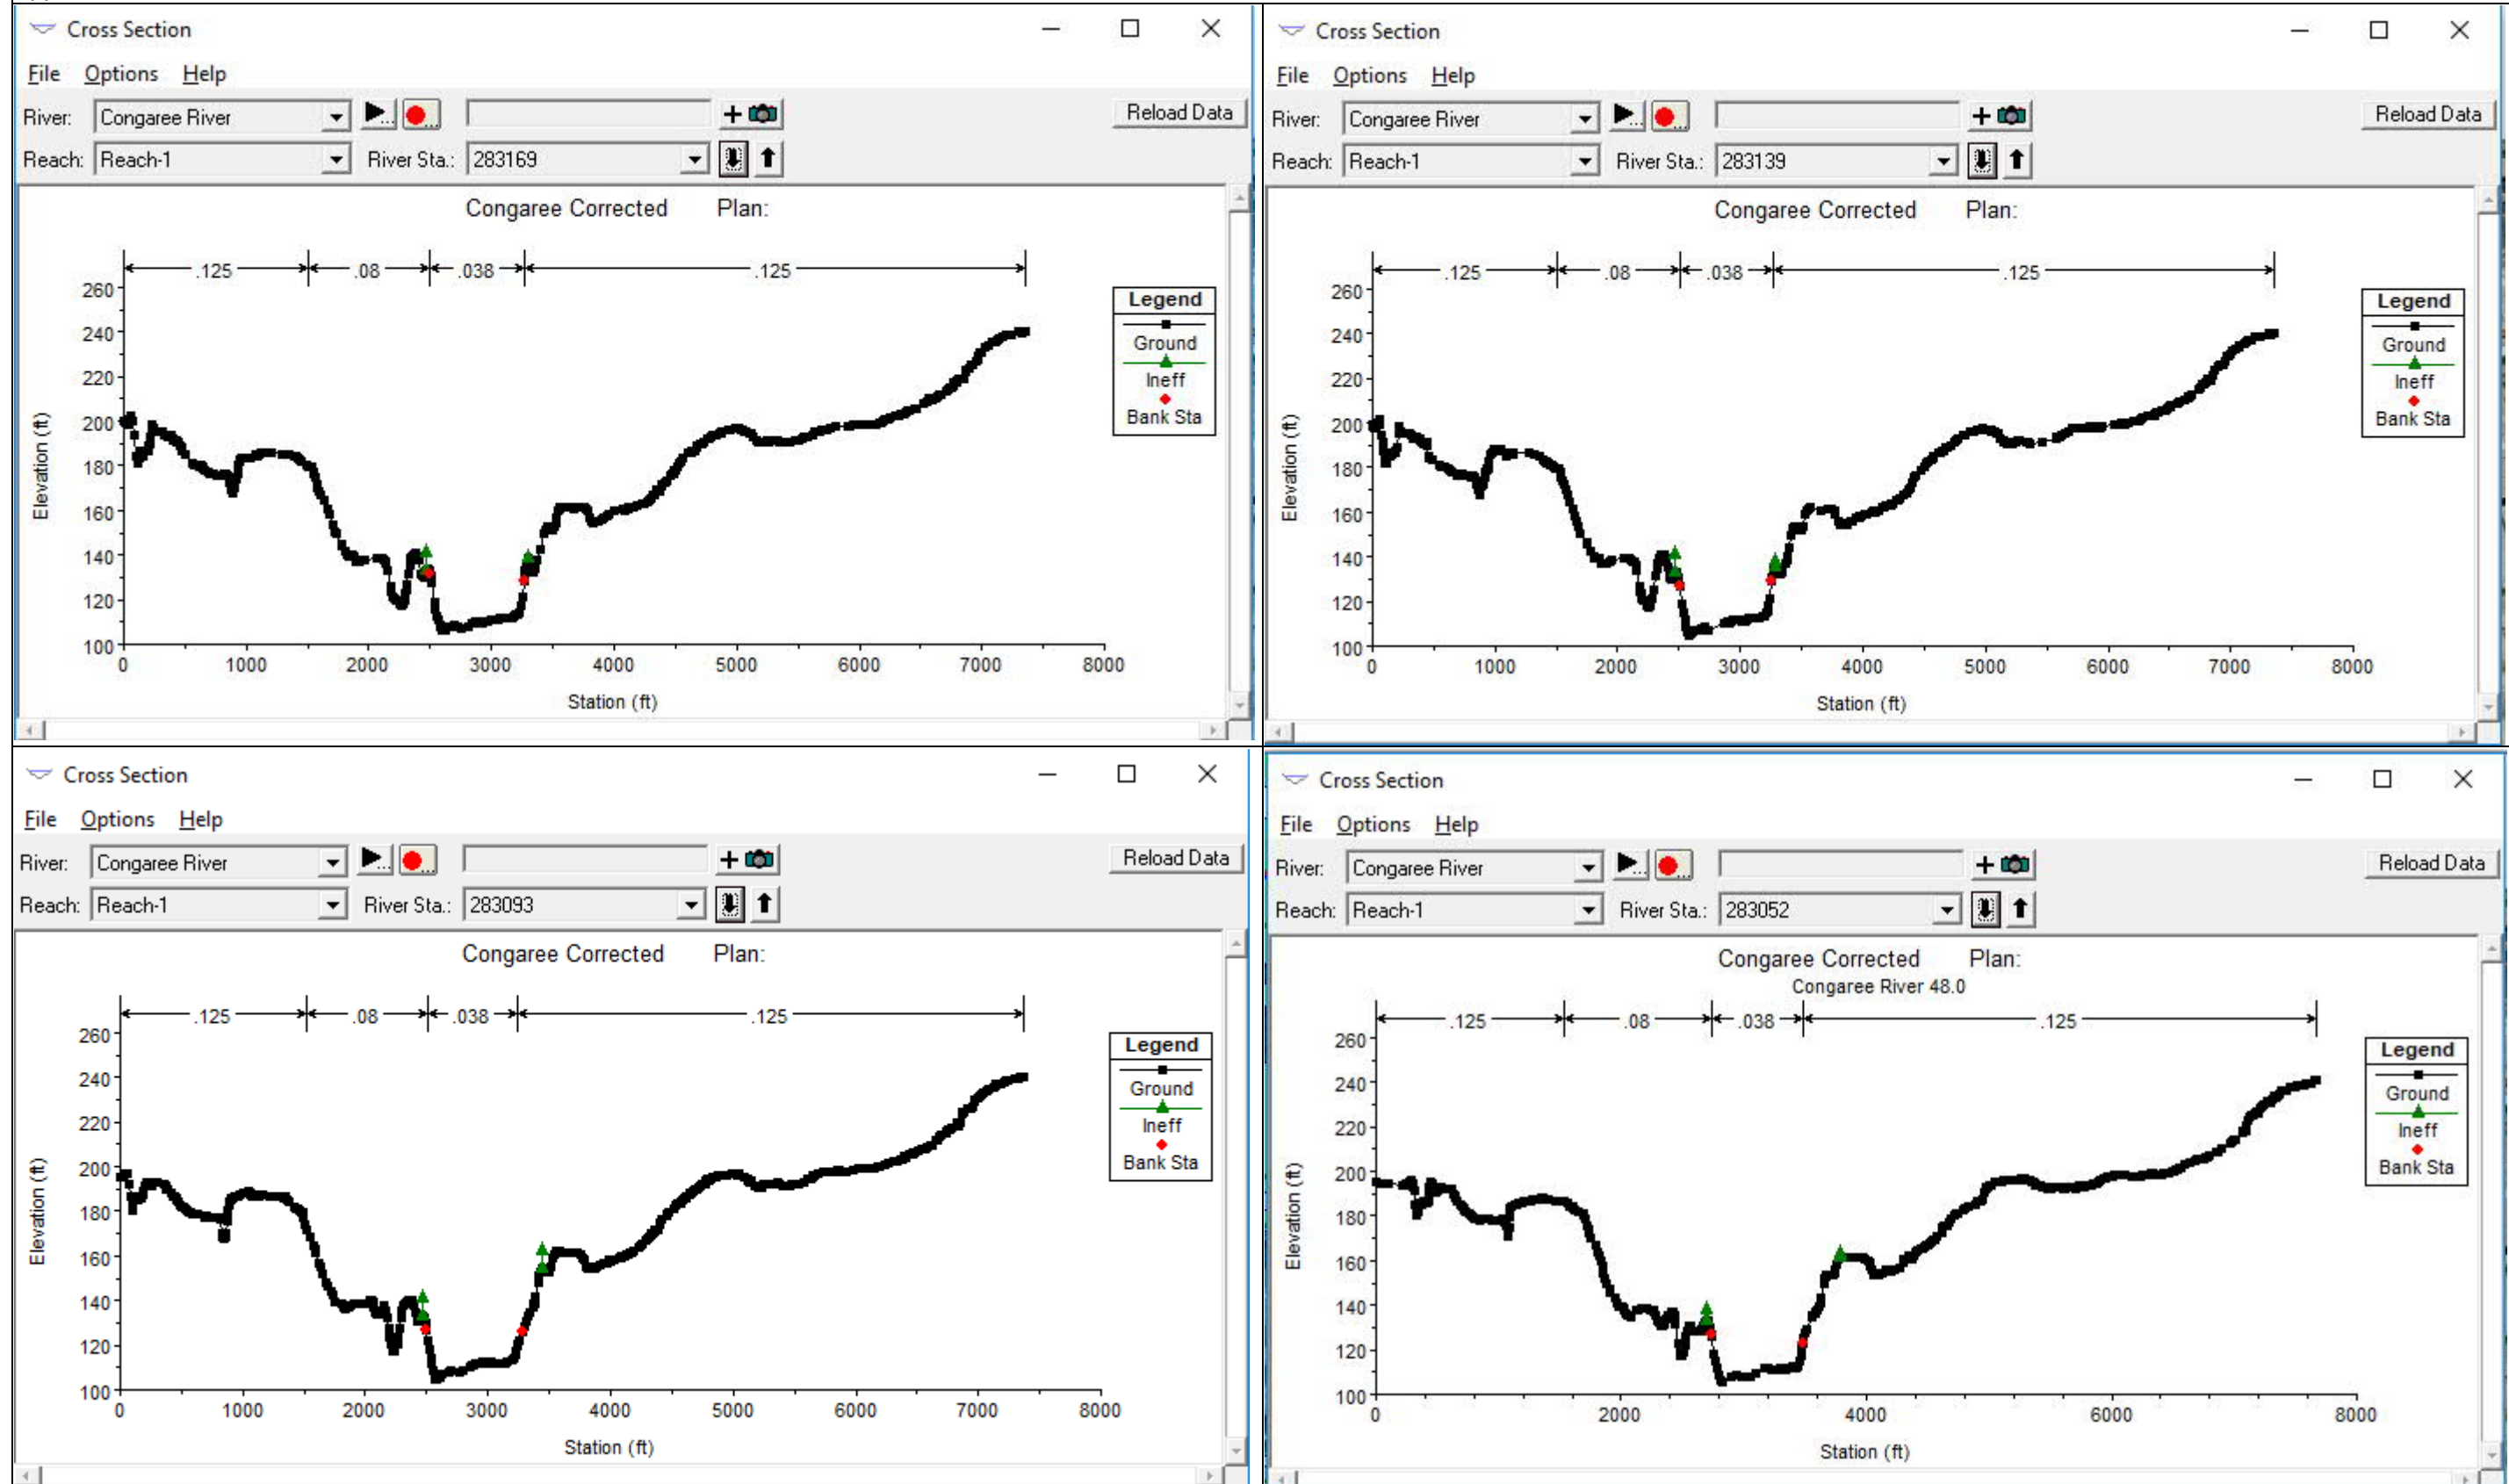 Cross Section
File Options Help
River: Congaree River Reload Data
Reach: Reach-1 River Sta.: 283169
Congaree Corrected Plan:
.125 .08 .038 .125
260
240
220
200
180
160
140
120
100
Elevation (ft)
0 1000 2000 3000 4000 5000 6000 7000 8000
Station (ft)
Legend
Ground
Ineff
Bank Sta
Cross Section
File Options Help
River: Congaree River Reload Data
Reach: Reach-1 River Sta.: 283139
Congaree Corrected Plan:
.125 .08 .038 .125
260
240
220
200
180
160
140
120
100
Elevation (ft)
0 1000 2000 3000 4000 5000 6000 7000 8000
Station (ft)
Legend
Ground
Ineff
Bank Sta
Cross Section
File Options Help
River: Congaree River Reload Data
Reach: Reach-1 River Sta.: 283093
Congaree Corrected Plan:
.125 .08 .038 .125
260
240
220
200
180
160
140
120
100
Elevation (ft)
0 1000 2000 3000 4000 5000 6000 7000 8000
Station (ft)
Legend
Ground
Ineff
Bank Sta
Cross Section
File Options Help
River: Congaree River Reload Data
Reach: Reach-1 River Sta.: 283052
Congaree Corrected Plan:
Congaree River 48.0
.125 .08 .038 .125
260
240
220
200
180
160
140
120
100
Elevation (ft)
0 2000 4000 6000 8000
Station (ft)
Legend
Ground
Ineff
Bank Sta